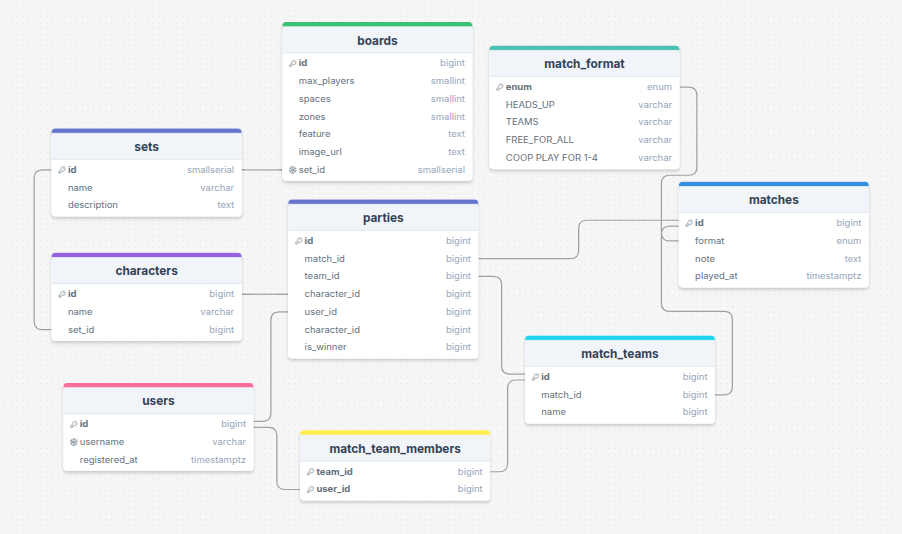 boards
id bigint
max_players smallint
spaces smallint
zones smallint
feature text
image_url text
set_id smallserial
match_format
enum enum
HEADS_UP varchar
TEAMS varchar
FREE_FOR_ALL varchar
COOP PLAY FOR 1-4 varchar
sets
id smallserial
name varchar
description text
parties
id bigint
match_id bigint
team_id bigint
character_id bigint
user_id bigint
character_id bigint
is_winner bigint
matches
id bigint
format enum
note text
played_at timestamptz
characters
id bigint
name varchar
set_id bigint
match_teams
id bigint
match_id bigint
name bigint
users
id bigint
username varchar
registered_at timestamptz
match_team_members
team_id bigint
user_id bigint